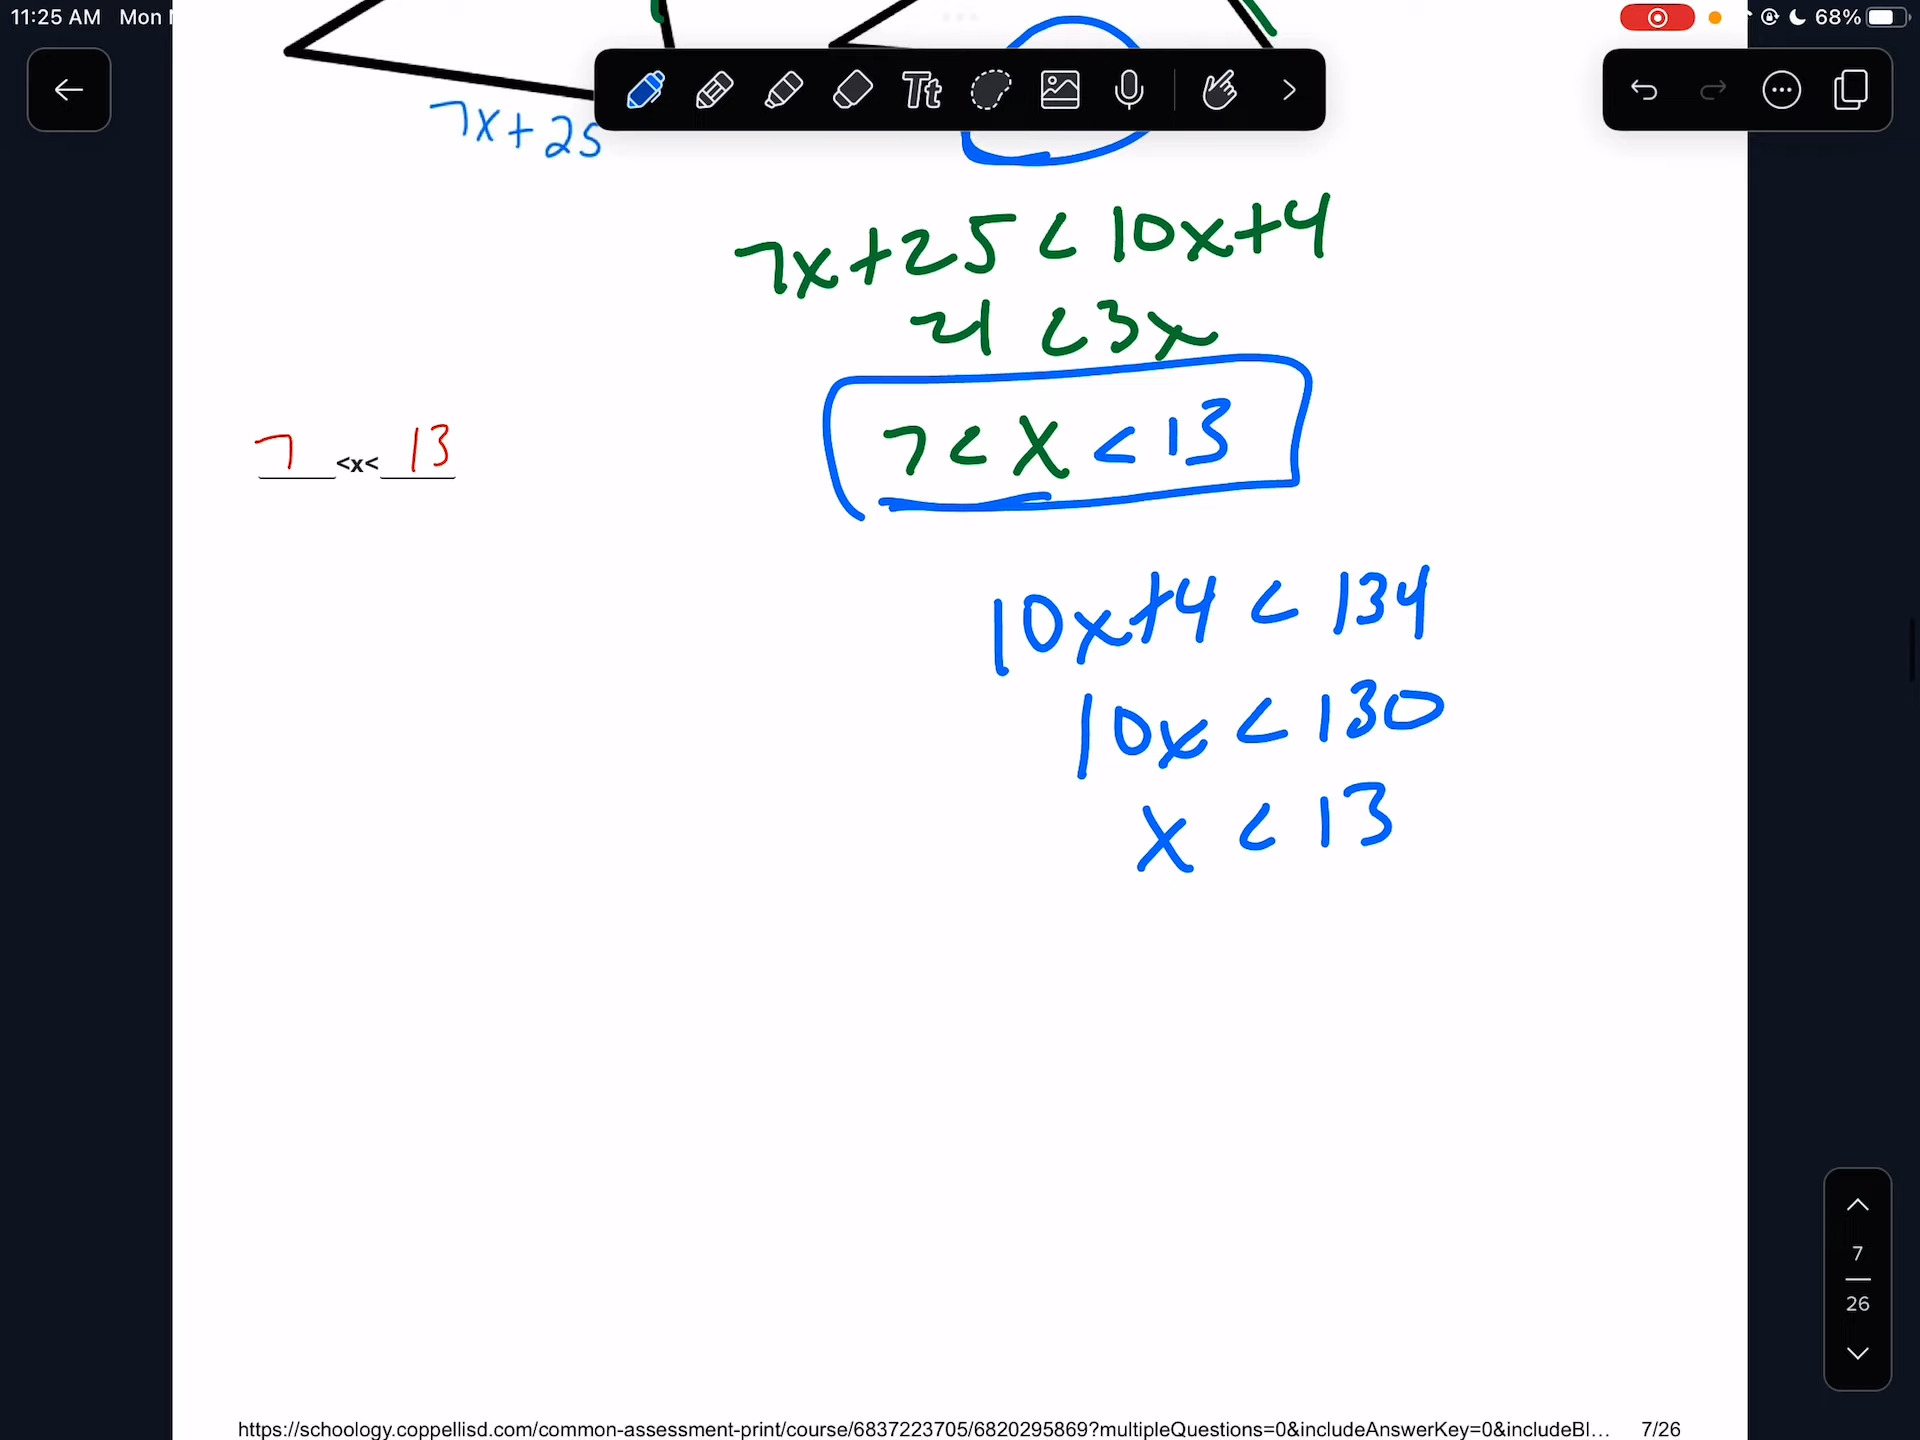 11:25 AM Mon
68%
7x+25
Tt
7x+25 < 10x+4
21 < 3x
7 < x < 13
7 <x< 13
10x+4 < 134
10x < 130
x < 13
7
26
https://schoology.coppellisd.com/common-assessment-print/course/6837223705/6820295869?multipleQuestions=0&includeAnswerKey=0&includeBl... 7/26